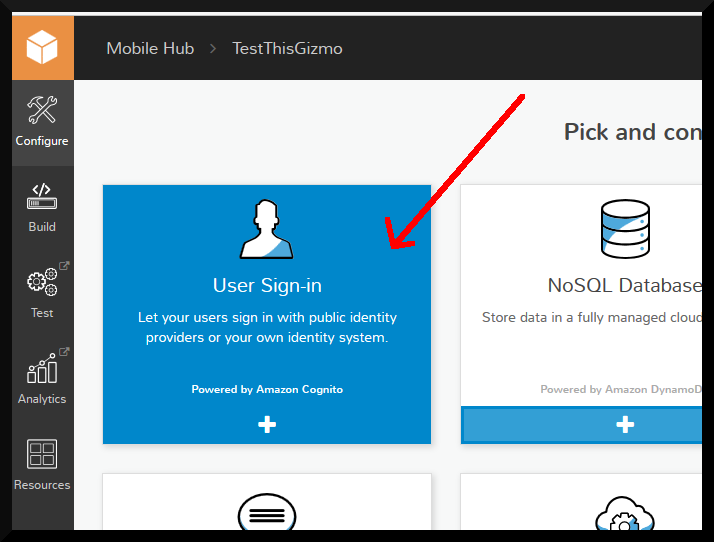 Mobile Hub > TestThisGizmo
Configure
Build
Test
Analytics
Resources
Pick and con
User Sign-in
Let your users sign in with public identity
providers or your own identity system.
Powered by Amazon Cognito
NoSQL Database
Store data in a fully managed cloud
Powered by Amazon DynamoD